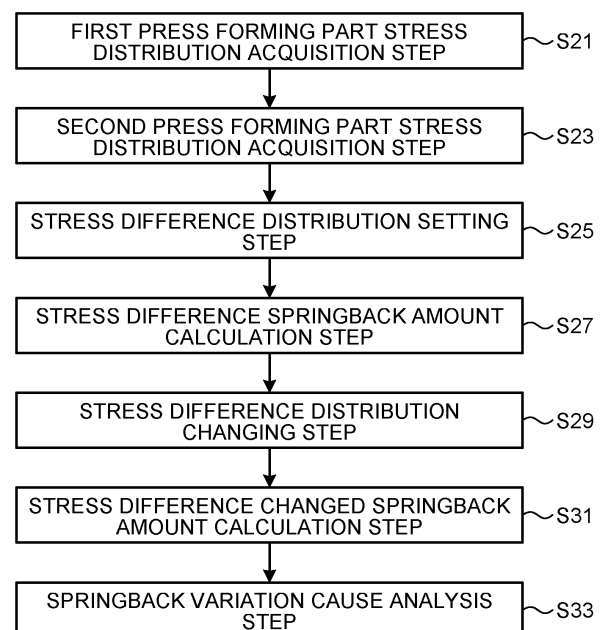 FIRST PRESS FORMING PART STRESS
DISTRIBUTION ACQUISITION STEP
S21
SECOND PRESS FORMING PART STRESS
DISTRIBUTION ACQUISITION STEP
S23
STRESS DIFFERENCE DISTRIBUTION SETTING
STEP
S25
STRESS DIFFERENCE SPRINGBACK AMOUNT
CALCULATION STEP
S27
STRESS DIFFERENCE DISTRIBUTION
CHANGING STEP
S29
STRESS DIFFERENCE CHANGED SPRINGBACK
AMOUNT CALCULATION STEP
S31
SPRINGBACK VARIATION CAUSE ANALYSIS
STEP
S33